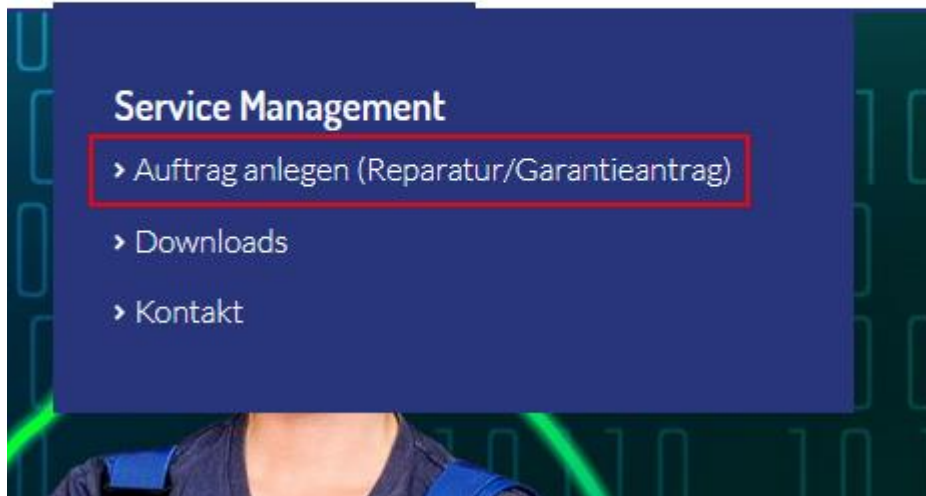 Service Management
> Auftrag anlegen (Reparatur/Garantieantrag)
> Downloads
> Kontakt